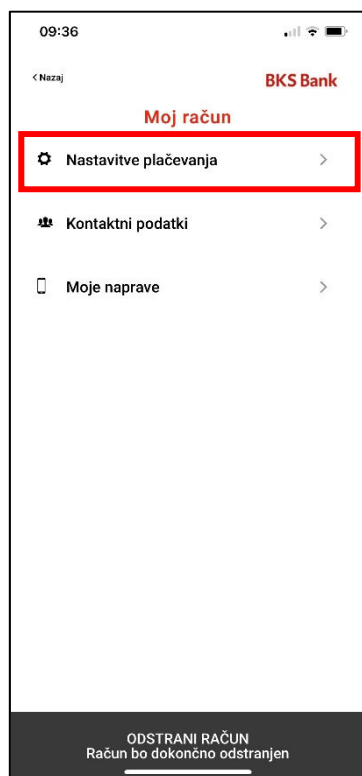 09:36
< Nazaj
BKS Bank
Moj račun
Nastavitve plačevanja
Kontaktni podatki
Moje naprave
ODSTRANI RAČUN
Račun bo dokončno odstranjen